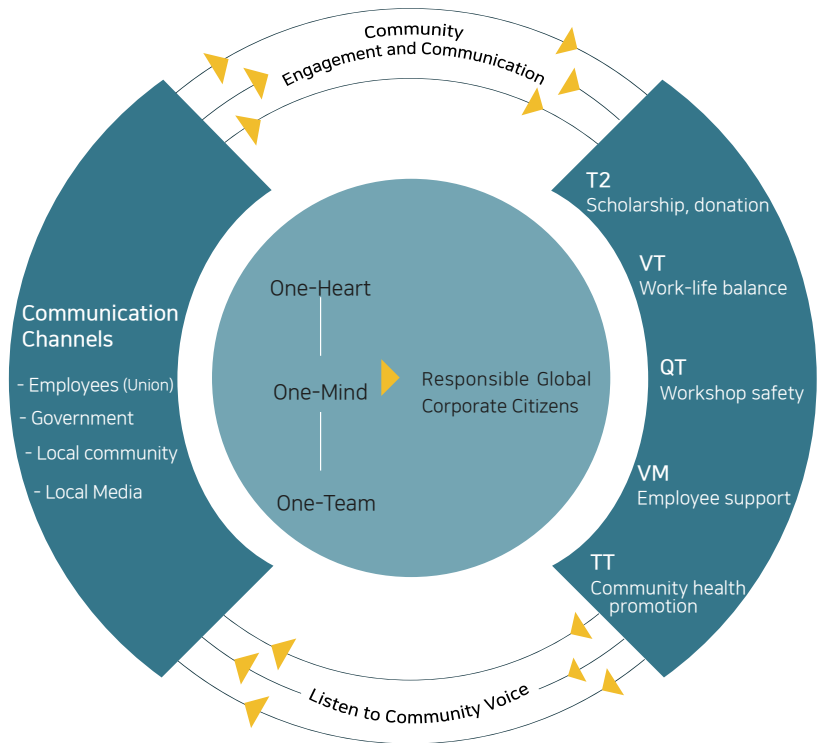 Community
Engagement and Communication
Communication
Channels
- Employees (Union)
- Government
- Local community
- Local Media
One-Heart
One-Mind
One-Team
Responsible Global
Corporate Citizens
T2
Scholarship, donation
VT
Work-life balance
QT
Workshop safety
VM
Employee support
TT
Community health
promotion
Listen to Community Voice